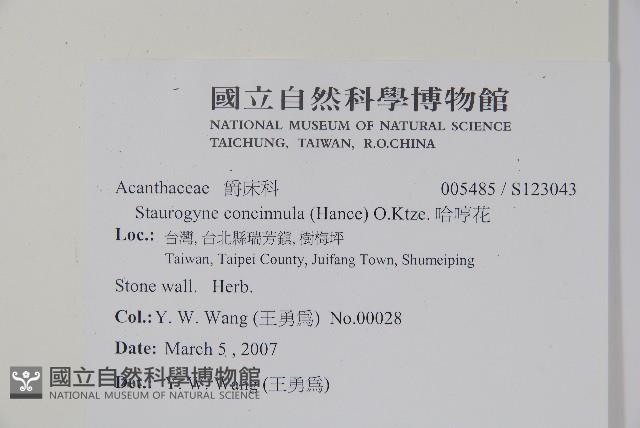 國立自然科學博物館
NATIONAL MUSEUM OF NATURAL SCIENCE
TAICHUNG, TAIWAN, R.O.CHINA
Acanthaceae 爵床科 005485 / S123043
Staurogyne concinnula (Hance) O.Ktze. 哈哼花
Loc.: 台灣, 台北縣瑞芳鎮, 樹梅坪
Taiwan, Taipei County, Juifang Town, Shumeiping
Stone wall. Herb.
Col.: Y. W. Wang (王勇為) No.00028
Date: March 5 , 2007
Det.: Y. W. Wang (王勇為)
國立自然科學博物館
NATIONAL MUSEUM OF NATURAL SCIENCE